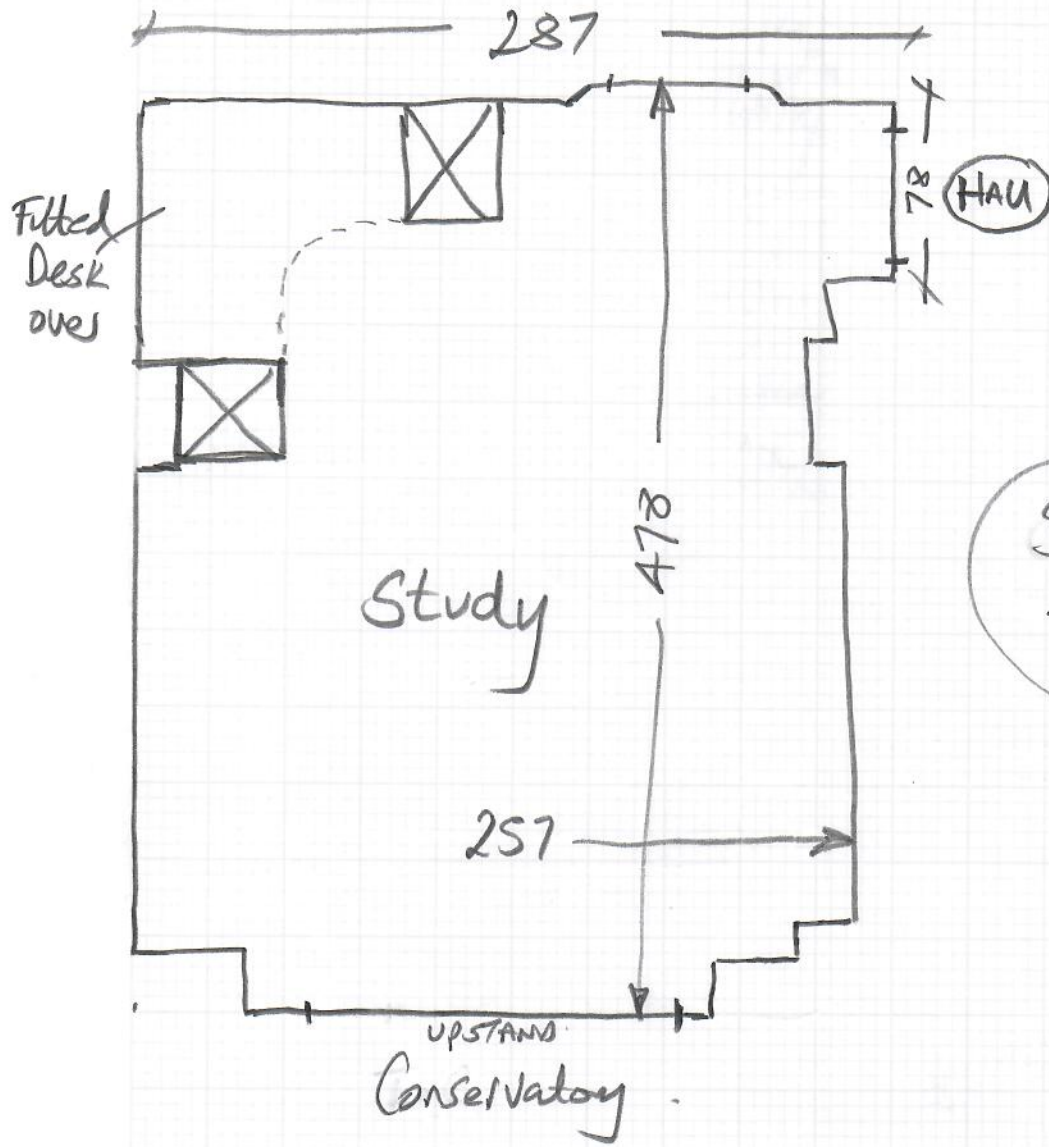 287
78
HALL
Fitted
Desk
over
478
Study
257
UPSTAND
Conservatory